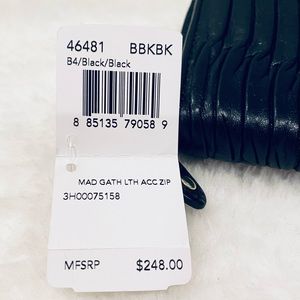 46481 BBKBK
B4/Black/Black
8 85135 79058 9
MAD GATH LTH ACC ZIP
3H00075158
MFSRP $248.00